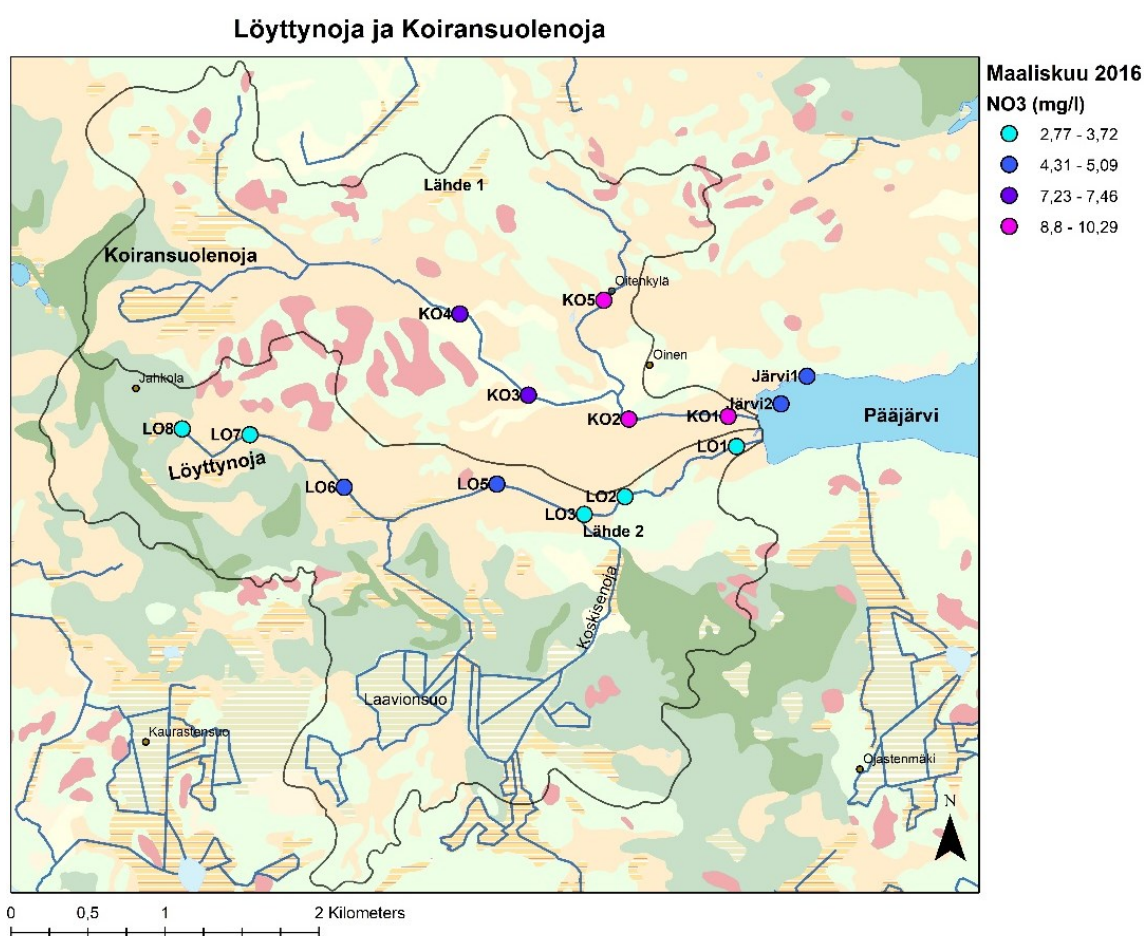 Löyttynoja ja Koiransuolenoja
Maaliskuu 2016
NO3 (mg/l)
2,77 - 3,72
4,31 - 5,09
7,23 - 7,46
8,8 - 10,29
Lähde 1
Koiransuolenoja
Oitenkylä
KO5
KO4
Oinen
Järvi1
Jahkola
KO3
Järvi2
KO2
KO1
Pääjärvi
LO8
LO7
LO1
Löyttynoja
LO6
LO5
LO2
LO3
Lähde 2
Koskisenoja
Laavionsuo
Kaurastensuo
Ojastenmäki
N
0 0,5 1 2 Kilometers